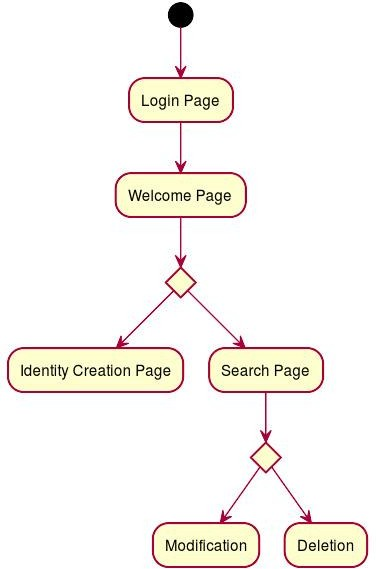 Login Page
Welcome Page
Identity Creation Page
Search Page
Modification
Deletion